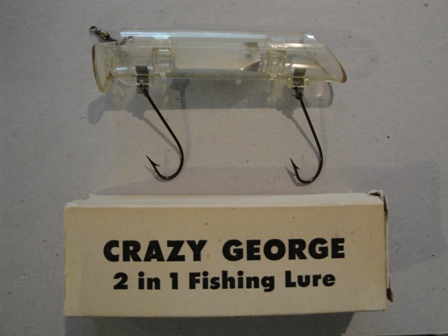 CRAZY GEORGE
2 in 1 Fishing Lure